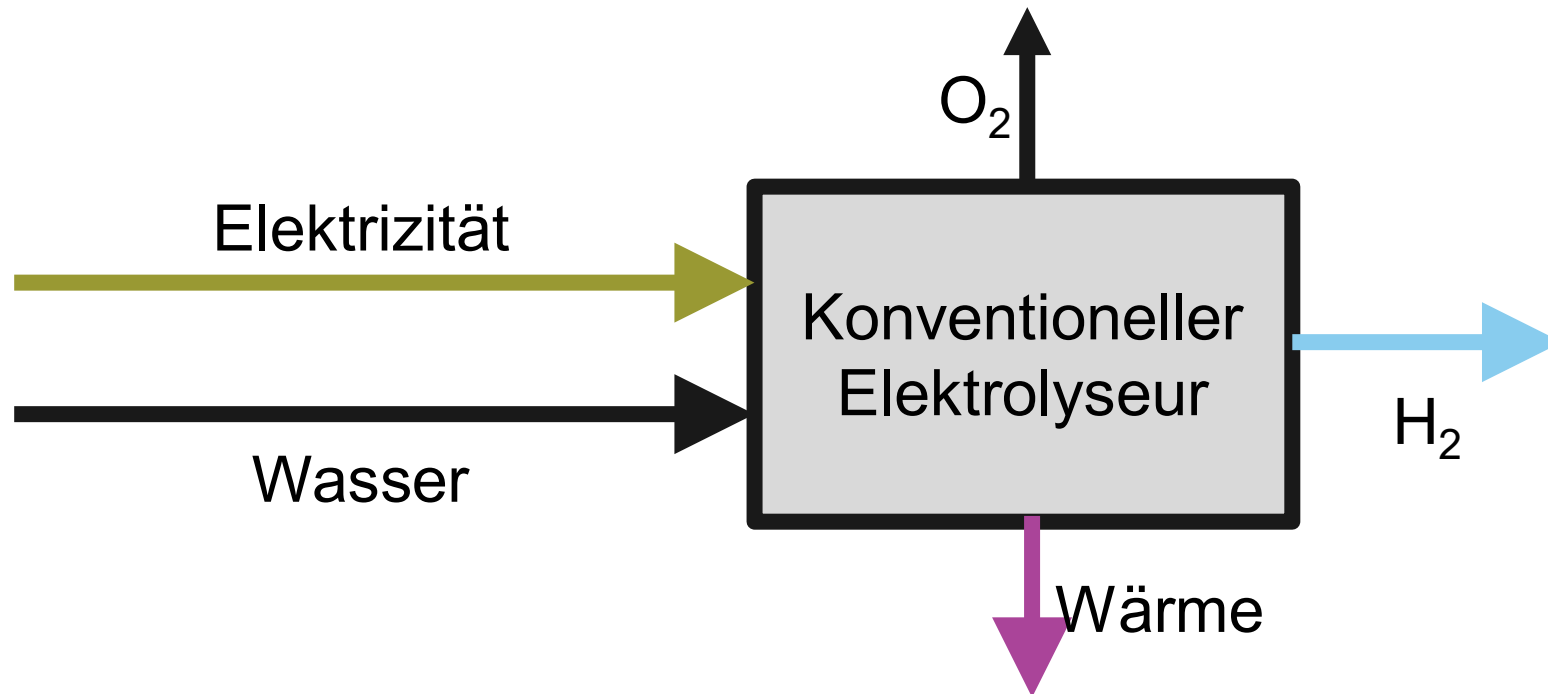 O₂
Elektrizität
Konventioneller
Elektrolyseur
H₂
Wasser
Wärme